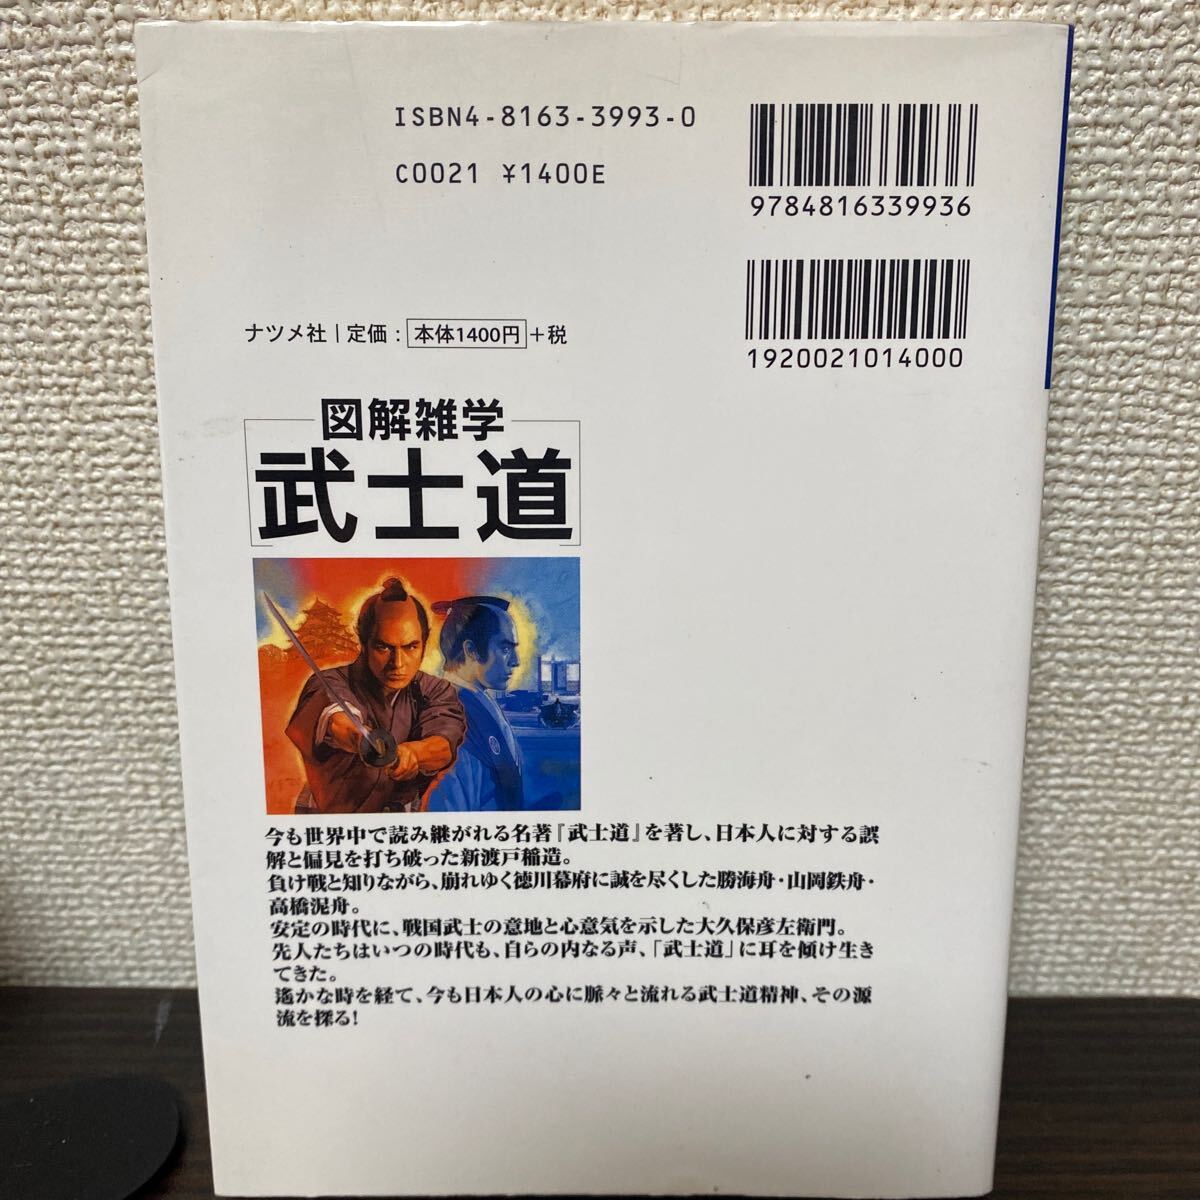 ISBN4-8163-3993-0
C0021 ¥1400E
9784816339936
1920021014000
ナツメ社 | 定価：本体1400円+税
図解雑学
武士道
今も世界中で読み継がれる名著『武士道』を著し、日本人に対する誤
解と偏見を打ち破った新渡戸稲造。
負け戦と知りながら、崩れゆく徳川幕府に誠を尽くした勝海舟・山岡鉄舟・
高橋泥舟。
安定の時代に、戦国武士の意地と心意気を示した大久保彦左衛門。
先人たちはいつの時代も、自らの内なる声、「武士道」に耳を傾け生き
てきた。
遙かな時を経て、今も日本人の心に脈々と流れる武士道精神、その源
流を探る！